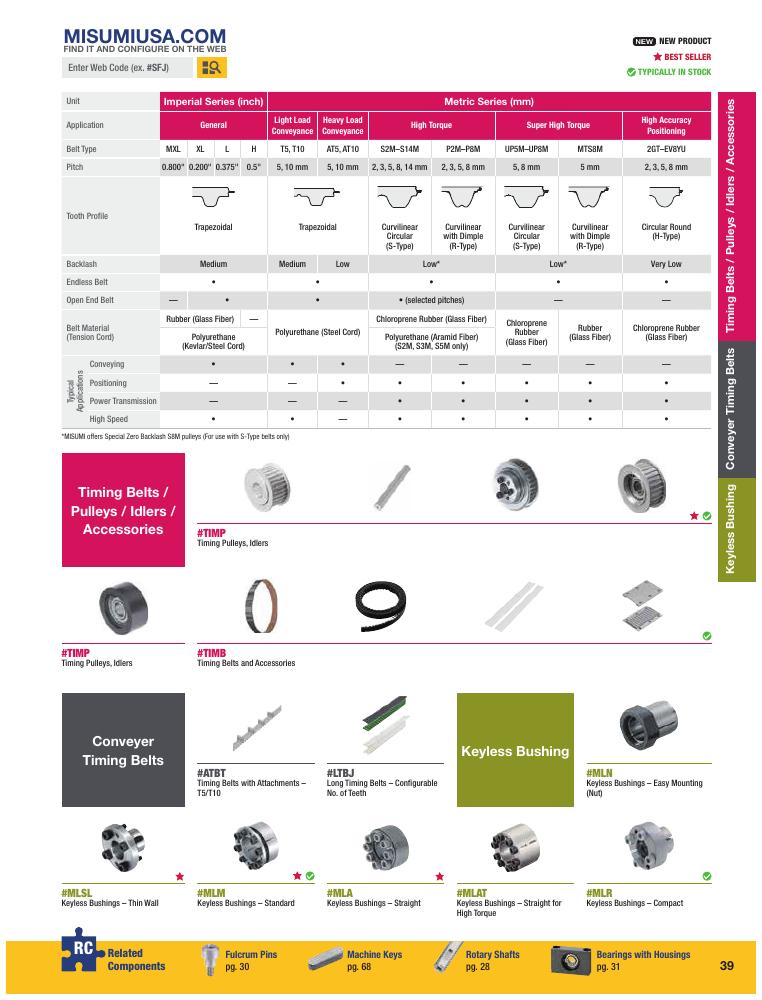 MISUMIUSA.COM
FIND IT AND CONFIGURE ON THE WEB
Enter Web Code (ex. #SFJ)
NEW NEW PRODUCT
BEST SELLER
TYPICALLY IN STOCK
Unit Imperial Series (inch) Metric Series (mm)
Application General Light Load Conveyance Heavy Load Conveyance High Torque Super High Torque High Accuracy Positioning
Belt Type MXL XL L H T5, T10 AT5, AT10 S2M–S14M P2M–P8M UP5M–UP8M MTS8M 2GT–EV8YU
Pitch 0.800" 0.200" 0.375" 0.5" 5, 10 mm 5, 10 mm 2, 3, 5, 8, 14 mm 2, 3, 5, 8 mm 5, 8 mm 5 mm 2, 3, 5, 8 mm
Tooth Profile Trapezoidal Trapezoidal Curvilinear Circular (S-Type) Curvilinear with Dimple (R-Type) Curvilinear Circular (S-Type) Curvilinear with Dimple (R-Type) Circular Round (H-Type)
Backlash Medium Medium Low Low* Low* Very Low
Endless Belt • • • • •
Open End Belt — • • • (selected pitches) — —
Belt Material (Tension Cord)
Rubber (Glass Fiber) —
Polyurethane (Kevlar/Steel Cord)
Polyurethane (Steel Cord)
Chloroprene Rubber (Glass Fiber)
Polyurethane (Aramid Fiber) (S2M, S3M, S5M only)
Chloroprene Rubber (Glass Fiber)
Rubber (Glass Fiber)
Chloroprene Rubber (Glass Fiber)
Typical Applications
Conveying • • • — — — — —
Positioning — — • • • • • •
Power Transmission — — — • • • • •
High Speed • • — • • • • •
*MISUMI offers Special Zero Backlash S8M pulleys (For use with S-Type belts only)
Timing Belts / Pulleys / Idlers / Accessories
Conveyer Timing Belts
Keyless Bushing
Timing Belts /
Pulleys / Idlers /
Accessories
#TIMP
Timing Pulleys, Idlers
#TIMP
Timing Pulleys, Idlers
#TIMB
Timing Belts and Accessories
Conveyer
Timing Belts
#ATBT
Timing Belts with Attachments –
T5/T10
#LTBJ
Long Timing Belts – Configurable
No. of Teeth
Keyless Bushing
#MLN
Keyless Bushings – Easy Mounting
(Nut)
#MLSL
Keyless Bushings – Thin Wall
#MLM
Keyless Bushings – Standard
#MLA
Keyless Bushings – Straight
#MLAT
Keyless Bushings – Straight for
High Torque
#MLR
Keyless Bushings – Compact
RC
Related
Components
Fulcrum Pins
pg. 30
Machine Keys
pg. 68
Rotary Shafts
pg. 28
Bearings with Housings
pg. 31
39